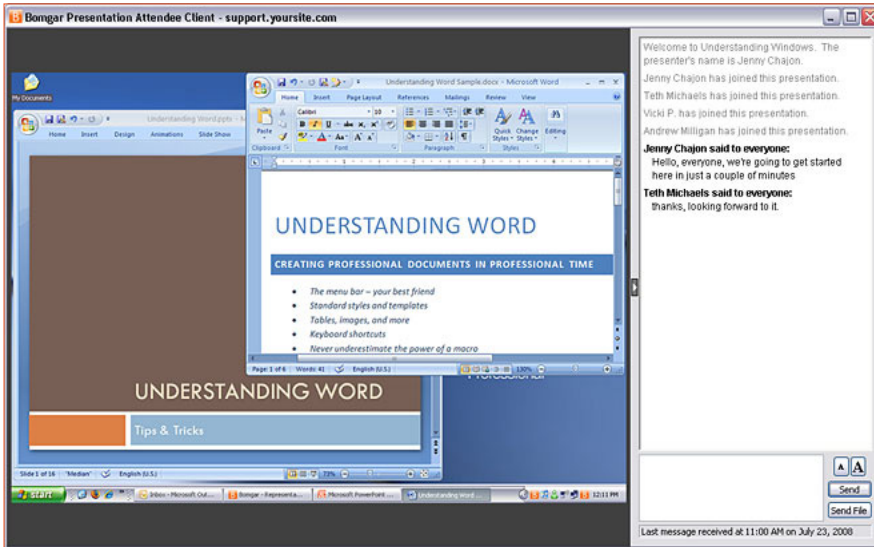 Bomgar Presentation Attendee Client - support.yoursite.com
My Documents
Understanding Word.pptx - M
Home Insert Design Animations Slide Show
UNDERSTANDING WORD
Tips & Tricks
Slide 1 of 16 "Median" English (U.S.) 73%
Understanding Word Sample.docx - Microsoft Word
Home Insert Page Layout References Mailings Review View
Calibri 10
Paste
B I U abc x, x²
Quick Styles
Change Styles
Editing
Clipboard Font Paragraph Styles
UNDERSTANDING WORD
CREATING PROFESSIONAL DOCUMENTS IN PROFESSIONAL TIME
• The menu bar – your best friend
• Standard styles and templates
• Tables, images, and more
• Keyboard shortcuts
• Never underestimate the power of a macro
Page: 1 of 6 Words: 41 English (U.S.) 130%
Professional
start Inbox - Microsoft Out... Bomgar - Representa... Microsoft PowerPoint ... Understanding Word ... 12:11 PM
Welcome to Understanding Windows. The
presenter's name is Jenny Chajon.
Jenny Chajon has joined this presentation.
Teth Michaels has joined this presentation.
Vicki P. has joined this presentation.
Andrew Milligan has joined this presentation.
Jenny Chajon said to everyone:
Hello, everyone, we're going to get started
here in just a couple of minutes
Teth Michaels said to everyone:
thanks, looking forward to it.
A A
Send
Send File
Last message received at 11:00 AM on July 23, 2008